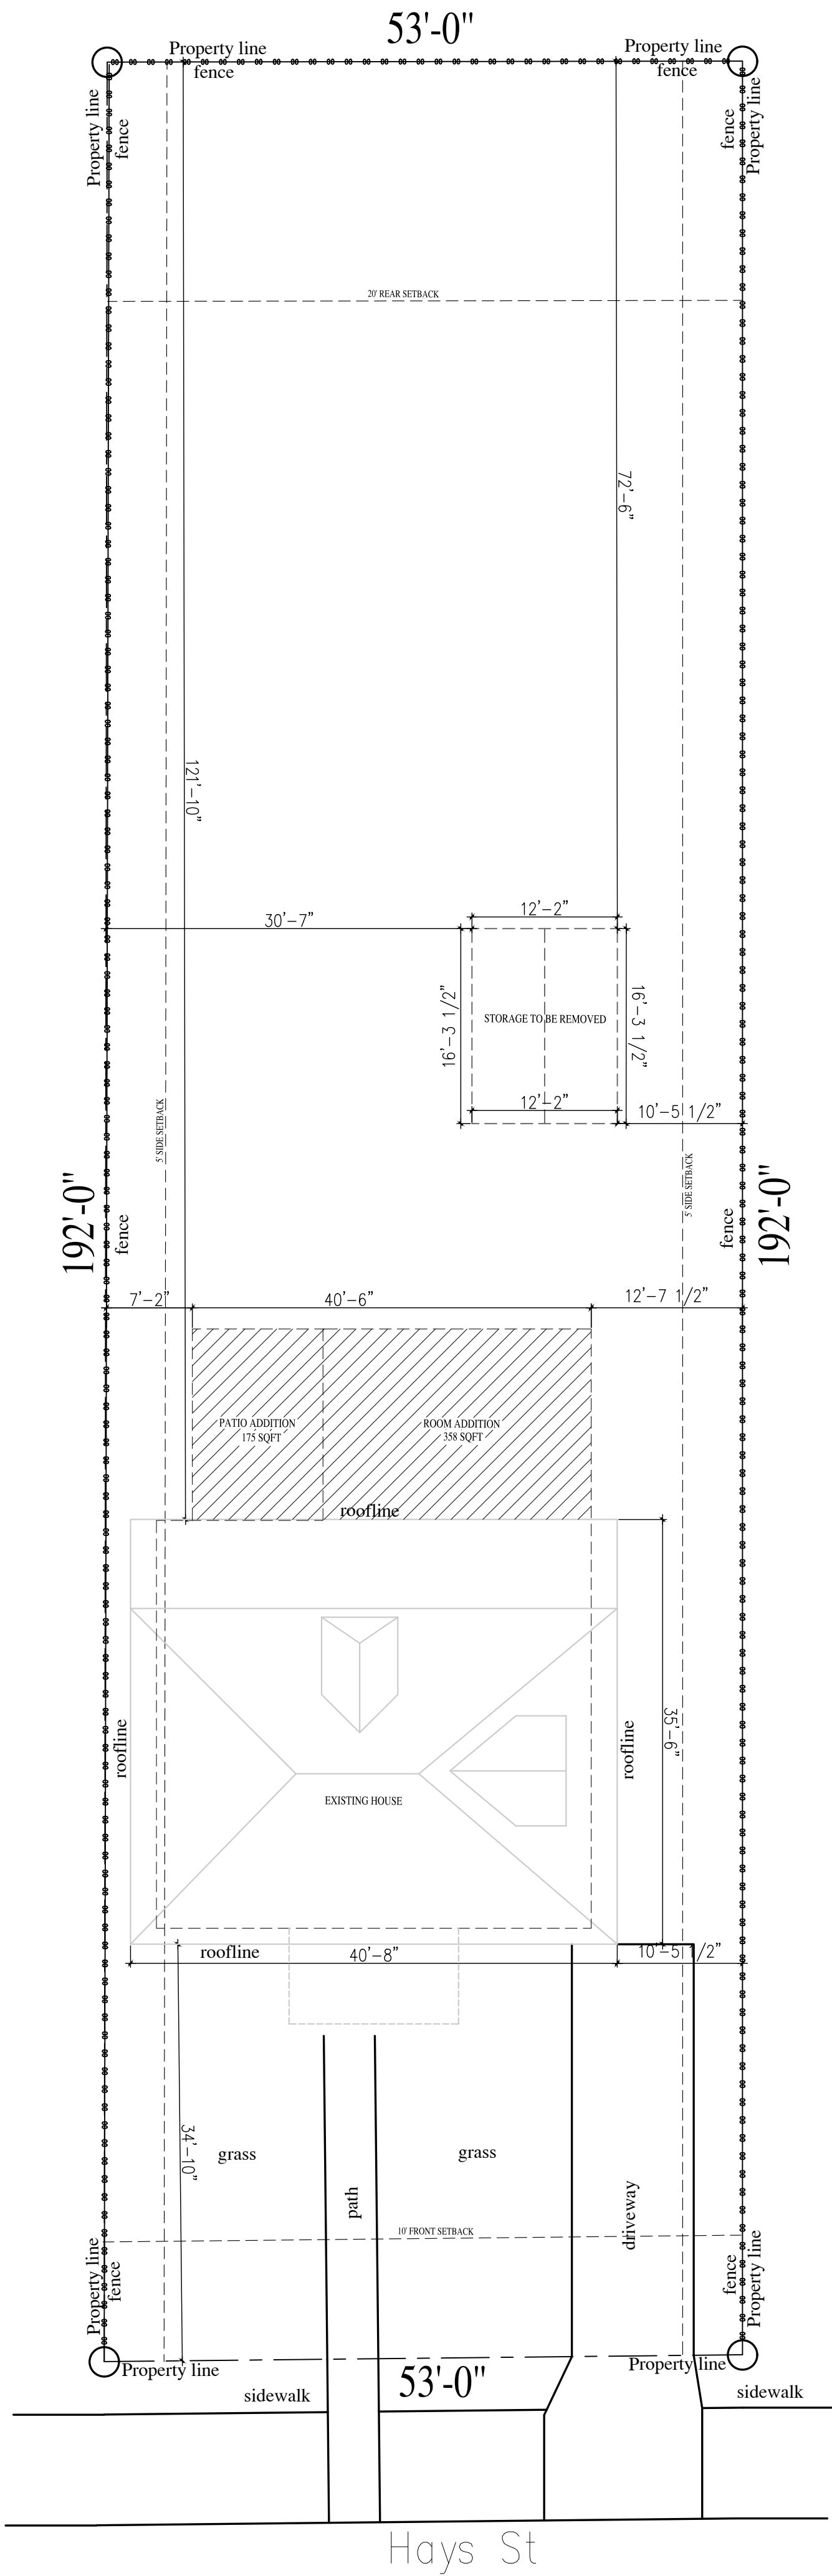 53'-0"
Property line
fence
Property line
fence
Property line
fence
fence
Property line
20' REAR SETBACK
72'-6"
121'-10"
30'-7"
12'-2"
16'-3 1/2"
STORAGE TO BE REMOVED
16'-3 1/2"
12'-2"
10'-5 1/2"
5' SIDE SETBACK
5' SIDE SETBACK
192'-0"
fence
fence
192'-0"
7'-2"
40'-6"
12'-7 1/2"
PATIO ADDITION
175 SQFT
ROOM ADDITION
358 SQFT
roofline
roofline
roofline
35'-6"
EXISTING HOUSE
roofline
40'-8"
10'-5 1/2"
34'-10"
grass
grass
path
driveway
10' FRONT SETBACK
Property line
fence
fence
Property line
Property line
53'-0"
Property line
sidewalk
sidewalk
Hays St